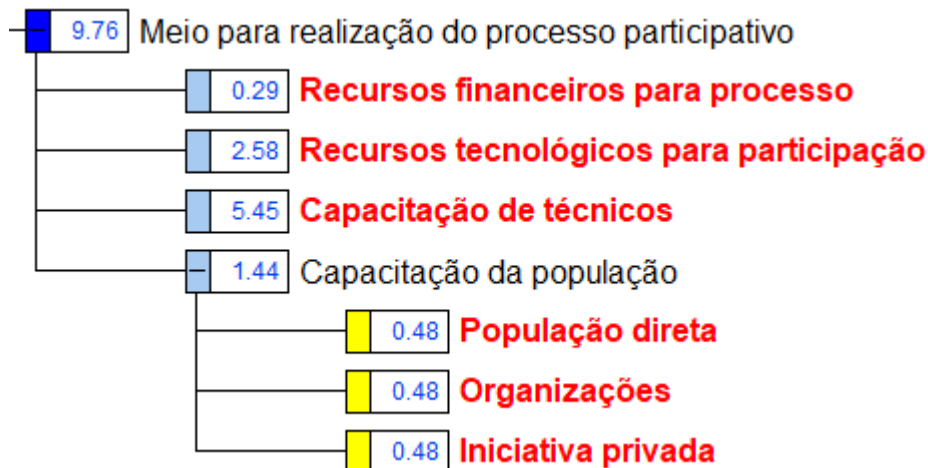 9.76 Meio para realização do processo participativo
0.29 Recursos financeiros para processo
2.58 Recursos tecnológicos para participação
5.45 Capacitação de técnicos
1.44 Capacitação da população
0.48 População direta
0.48 Organizações
0.48 Iniciativa privada